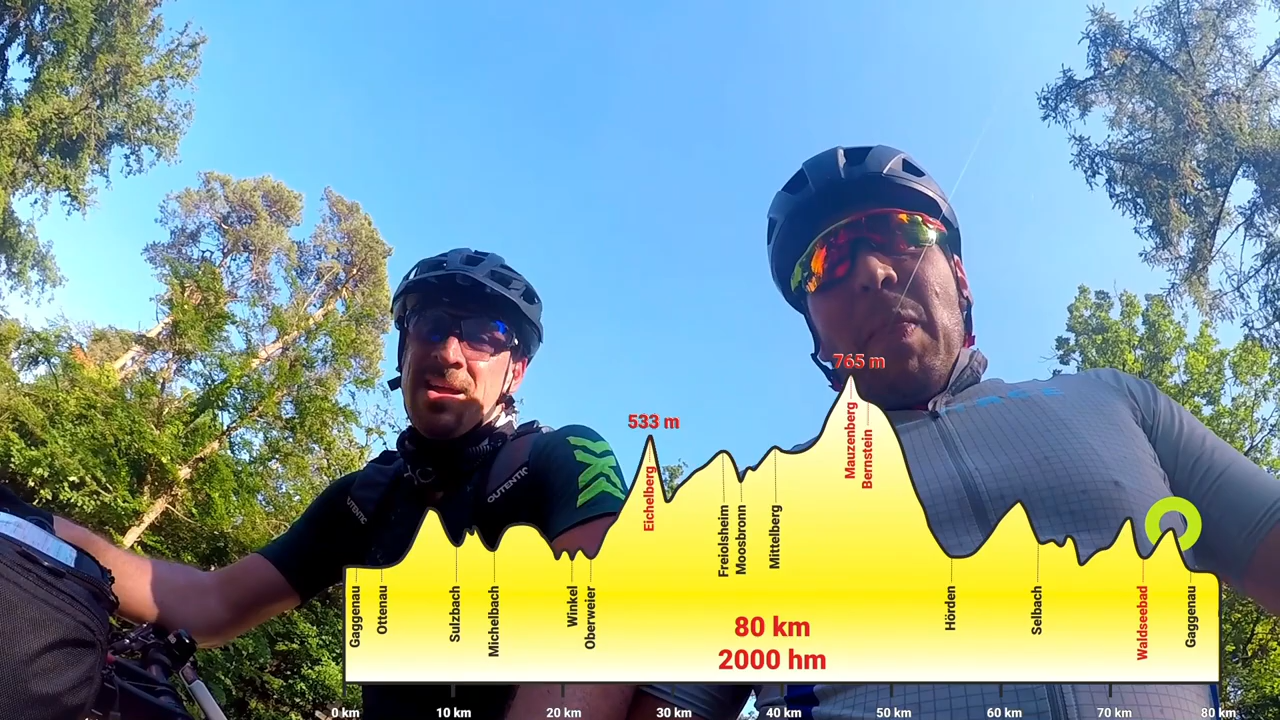 765 m
533 m
OUTENTIC
UTENTIC
Eichelberg
Mauzenberg
Bernstein
Freiolsheim
Moosbronn
Mittelberg
Gaggenau
Ottenau
Sulzbach
Michelbach
Winkel
Oberweier
Hörden
Selbach
Waldseebad
Gaggenau
80 km
2000 hm
0 km
10 km
20 km
30 km
40 km
50 km
60 km
70 km
80 km